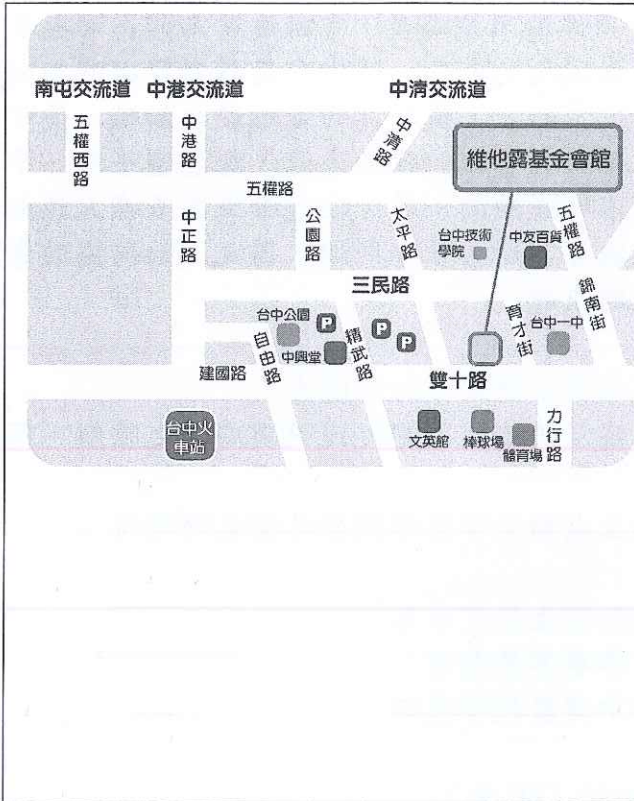 南屯交流道
中港交流道
中清交流道
五權西路
中港路
中清路
維他露基金會館
五權路
中正路
公園路
太平路
台中技術
學院
中友百貨
五權路
三民路
錦南街
台中公園
P
精武路
P
P
育才街
台中一中
自由路
中興堂
建國路
雙十路
台中火
車站
文英館
棒球場
體育場
力行路